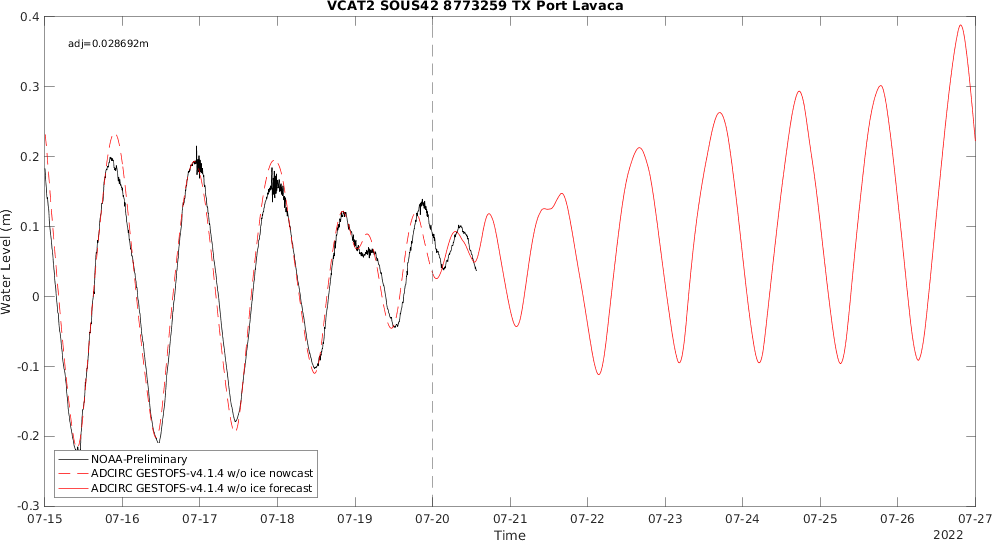 VCAT2 SOUS42 8773259 TX Port Lavaca
adj=0.028692m
0.4
0.3
0.2
0.1
0
-0.1
-0.2
-0.3
Water Level (m)
NOAA-Preliminary
ADCIRC GESTOFS-v4.1.4 w/o ice nowcast
ADCIRC GESTOFS-v4.1.4 w/o ice forecast
07-15 07-16 07-17 07-18 07-19 07-20 07-21 07-22 07-23 07-24 07-25 07-26 07-27
Time
2022